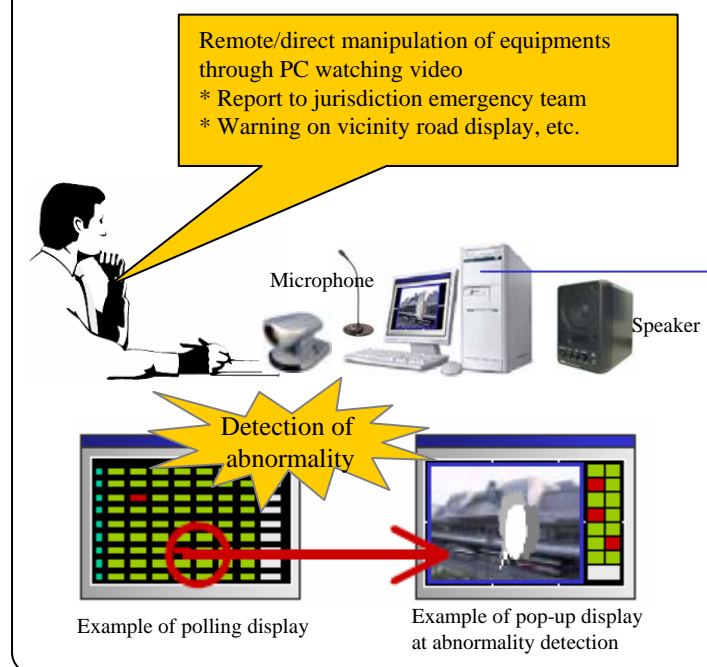 Remote/direct manipulation of equipments
through PC watching video
* Report to jurisdiction emergency team
* Warning on vicinity road display, etc.
Microphone
Speaker
Detection of
abnormality
Example of polling display
Example of pop-up display
at abnormality detection